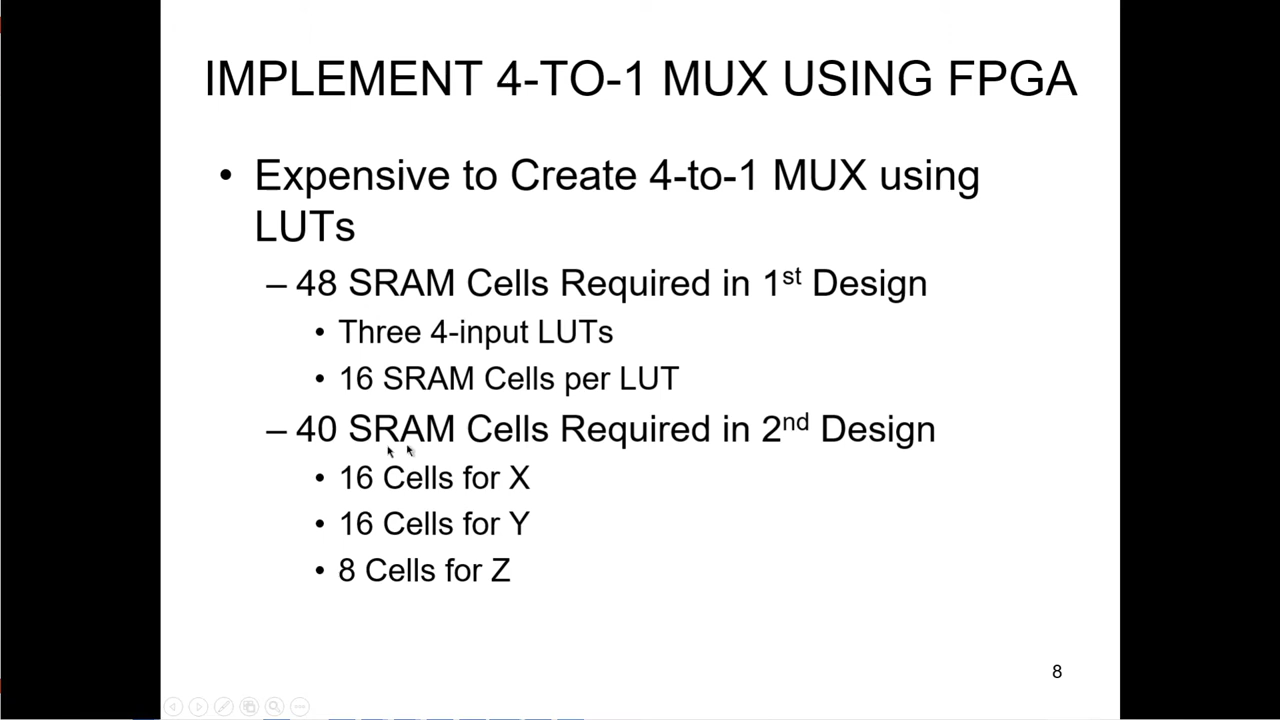 IMPLEMENT 4-TO-1 MUX USING FPGA
• Expensive to Create 4-to-1 MUX using
LUTs
– 48 SRAM Cells Required in 1st Design
• Three 4-input LUTs
• 16 SRAM Cells per LUT
– 40 SRAM Cells Required in 2nd Design
• 16 Cells for X
• 16 Cells for Y
• 8 Cells for Z
8